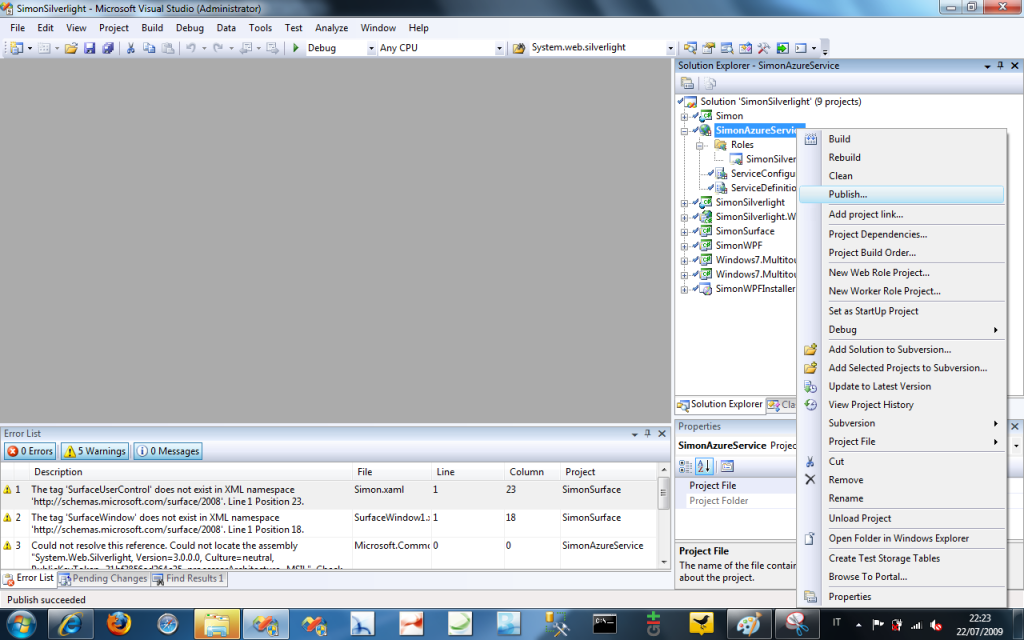 SimonSilverlight - Microsoft Visual Studio (Administrator)
File Edit View Project Build Debug Data Tools Test Analyze Window Help
Debug Any CPU System.web.silverlight
Solution Explorer - SimonAzureService
Solution 'SimonSilverlight' (9 projects)
Simon
SimonAzureServic
Roles
SimonSilver
ServiceConfigu
ServiceDefinitio
SimonSilverlight
SimonSilverlight.W
SimonSurface
SimonWPF
Windows7.Multitou
Windows7.Multitou
SimonWPFInstaller
Build
Rebuild
Clean
Publish...
Add project link...
Project Dependencies...
Project Build Order...
New Web Role Project...
New Worker Role Project...
Set as StartUp Project
Debug
Add Solution to Subversion...
Add Selected Projects to Subversion...
Update to Latest Version
View Project History
Subversion
Project File
Cut
Remove
Rename
Unload Project
Open Folder in Windows Explorer
Create Test Storage Tables
Browse To Portal...
Properties
Solution Explorer Cla
Properties
SimonAzureService Projec
Project File
Project Folder
Project File
The name of the file contain
about the project.
Error List
0 Errors 5 Warnings 0 Messages
Description File Line Column Project
1 The tag 'SurfaceUserControl' does not exist in XML namespace
'http://schemas.microsoft.com/surface/2008'. Line 1 Position 23. Simon.xaml 1 23 SimonSurface
2 The tag 'SurfaceWindow' does not exist in XML namespace
'http://schemas.microsoft.com/surface/2008'. Line 1 Position 18. SurfaceWindow1.x 1 18 SimonSurface
3 Could not resolve this reference. Could not locate the assembly
"System.Web.Silverlight, Version=3.0.0.0, Culture=neutral, Microsoft.Commo 0 0 SimonAzureService
Error List Pending Changes Find Results 1
Publish succeeded
IT
22:23
22/07/2009